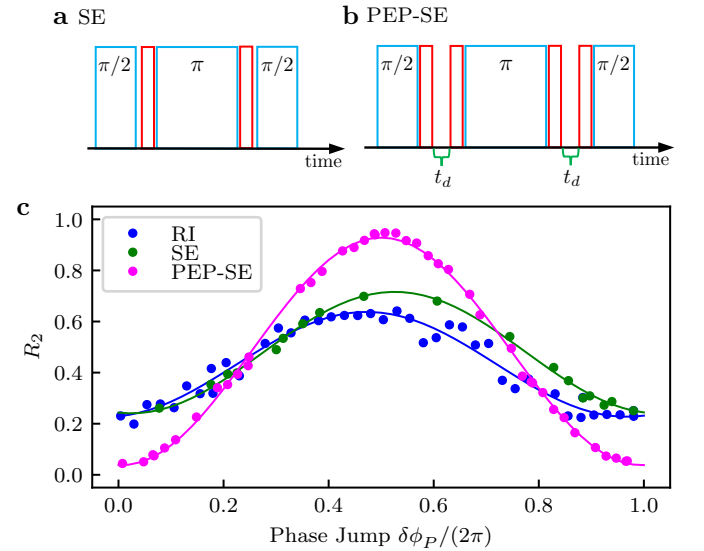 a SE
π/2
π
π/2
time
b PEP-SE
π/2
π
π/2
time
t_d
t_d
c
1.0
0.8
0.6
0.4
0.2
0.0
R_2
RI
SE
PEP-SE
0.0 0.2 0.4 0.6 0.8 1.0
Phase Jump δϕ_P/(2π)